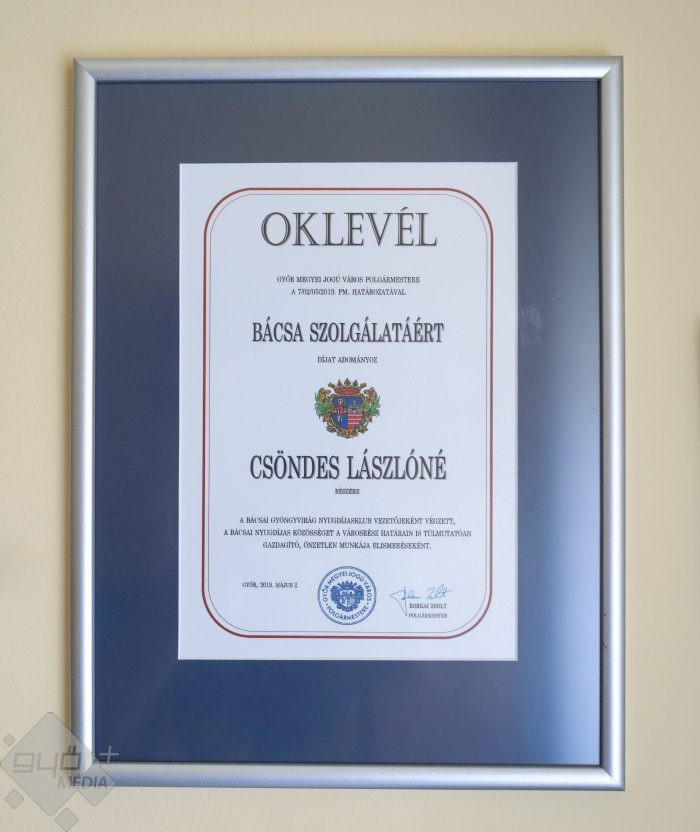 OKLEVÉL
GYŐR MEGYEI JOGÚ VÁROS POLGÁRMESTERE
A 7/02/05/2019. PM. HATÁROZATÁVAL
BÁCSA SZOLGÁLATÁÉRT
DÍJAT ADOMÁNYOZ
CSÖNDES LÁSZLÓNÉ
RÉSZÉRE
A BÁCSAI GYÖNGYVIRÁG NYUGDÍJASKLUB VEZETŐJEKÉNT VÉGZETT,
A BÁCSAI NYUGDÍJAS KÖZÖSSÉGET A VÁROSRÉSZ HATÁRAIN IS TÚLMUTATÓAN
GAZDAGÍTÓ, ÖNZETLEN MUNKÁJA ELISMERÉSEKÉNT.
GYŐR, 2019. MÁJUS 2.
GYŐR MEGYEI JOGÚ VÁROS
POLGÁRMESTERE
BORKAI ZSOLT
POLGÁRMESTER
győ+
MÉDIA